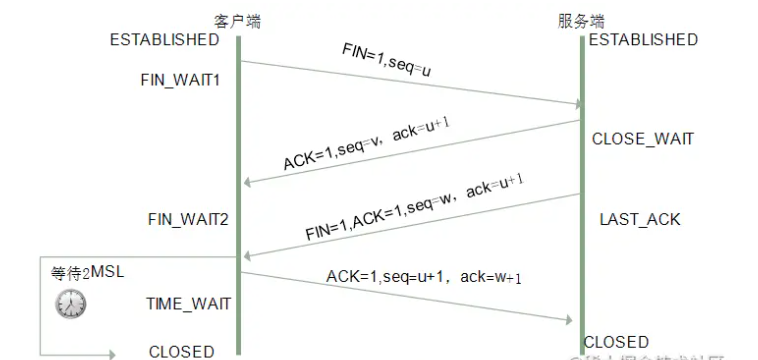 客户端
服务端
ESTABLISHED
ESTABLISHED
FIN=1,seq=u
FIN_WAIT1
ACK=1,seq=v，ack=u+1
CLOSE_WAIT
FIN=1,ACK=1,seq=w，ack=u+1
FIN_WAIT2
LAST_ACK
等待2MSL
ACK=1,seq=u+1，ack=w+1
TIME_WAIT
CLOSED
CLOSED